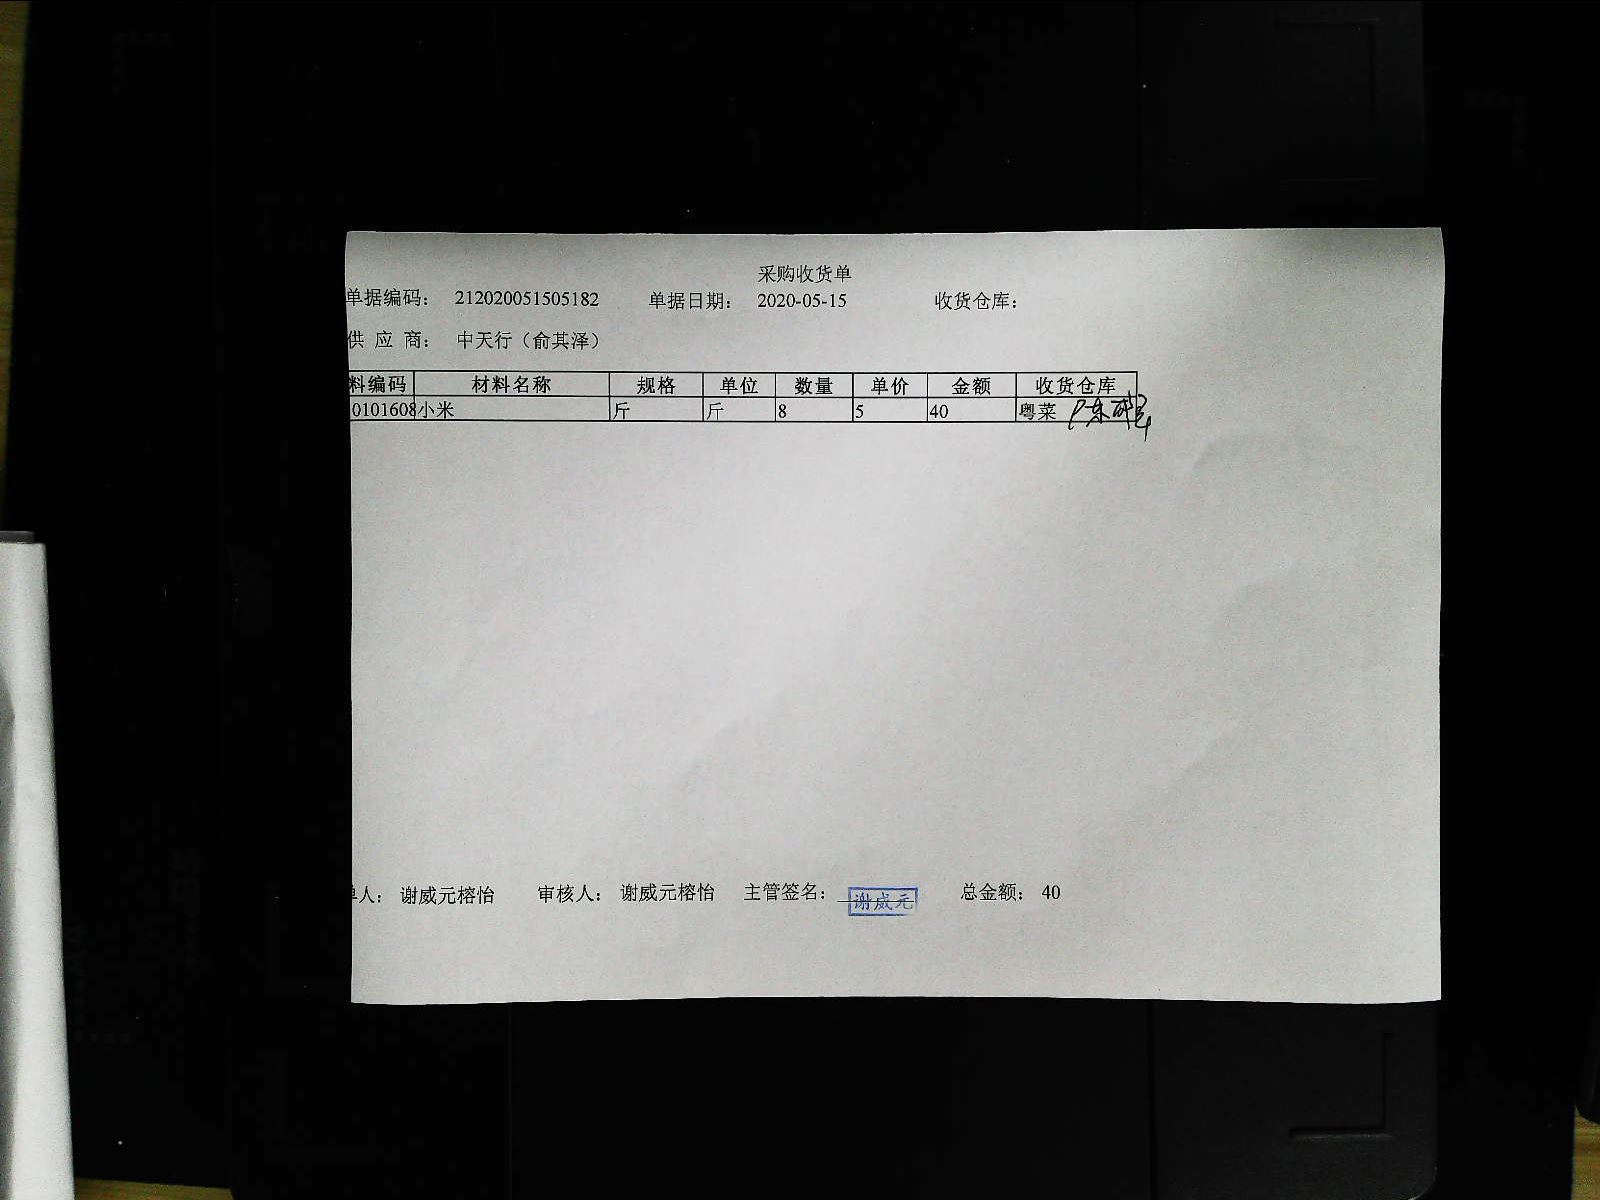 采购收货单
单据编码: 212020051505182 单据日期: 2020-05-15 收货仓库:
供 应 商: 中天行（俞其泽）
料编码 材料名称 规格 单位 数量 单价 金额 收货仓库
0101608 小米 斤 斤 8 5 40 粤菜
单人: 谢威元榕怡 审核人: 谢威元榕怡 主管签名: 谢威元 总金额: 40